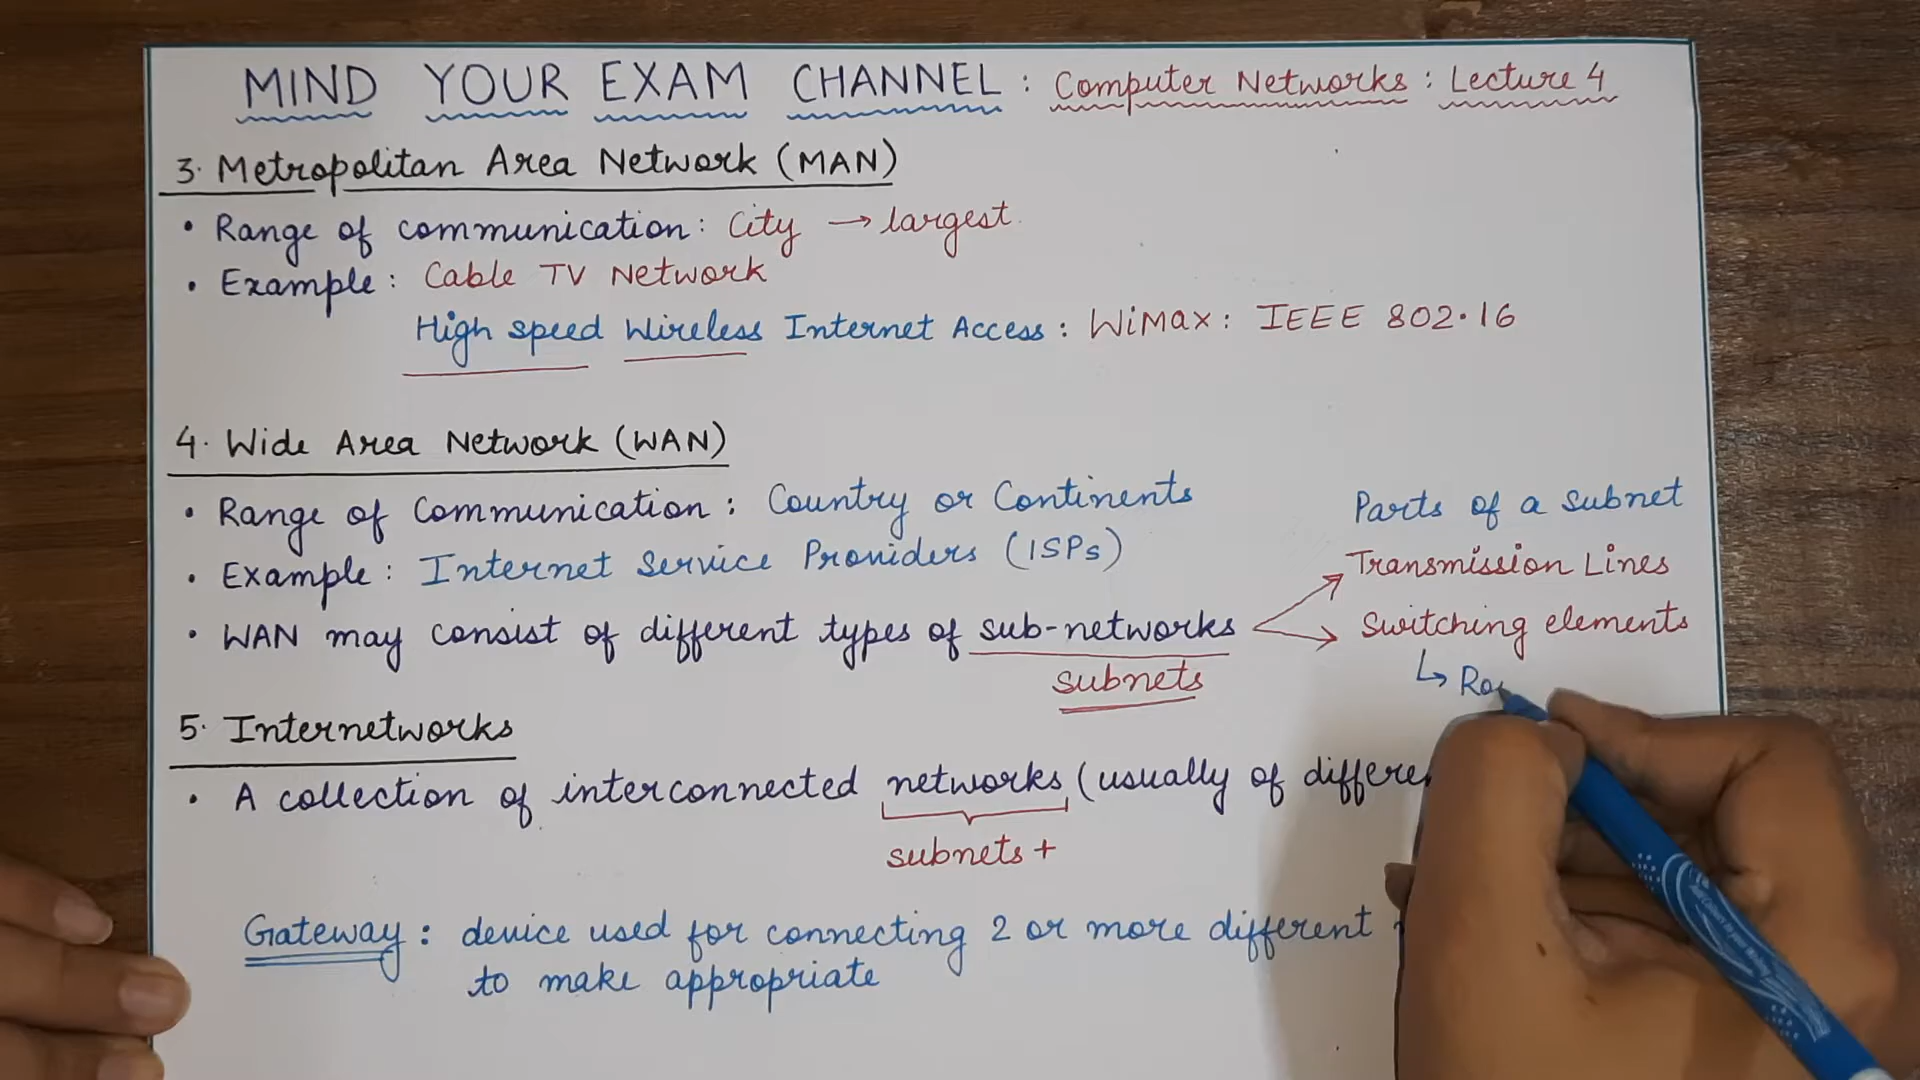 MIND YOUR EXAM CHANNEL : Computer Networks : Lecture 4
3. Metropolitan Area Network (MAN)
• Range of communication: City → largest
• Example: Cable TV Network
High speed Wireless Internet Access : WiMax : IEEE 802.16
4. Wide Area Network (WAN)
• Range of Communication : Country or Continents
• Example : Internet Service Providers (ISPs)
• WAN may consist of different types of sub-networks
subnets
Parts of a subnet
Transmission Lines
Switching elements
↳ Ro
5. Internetworks
• A collection of interconnected networks (usually of differe
subnets +
Gateway : device used for connecting 2 or more different
to make appropriate